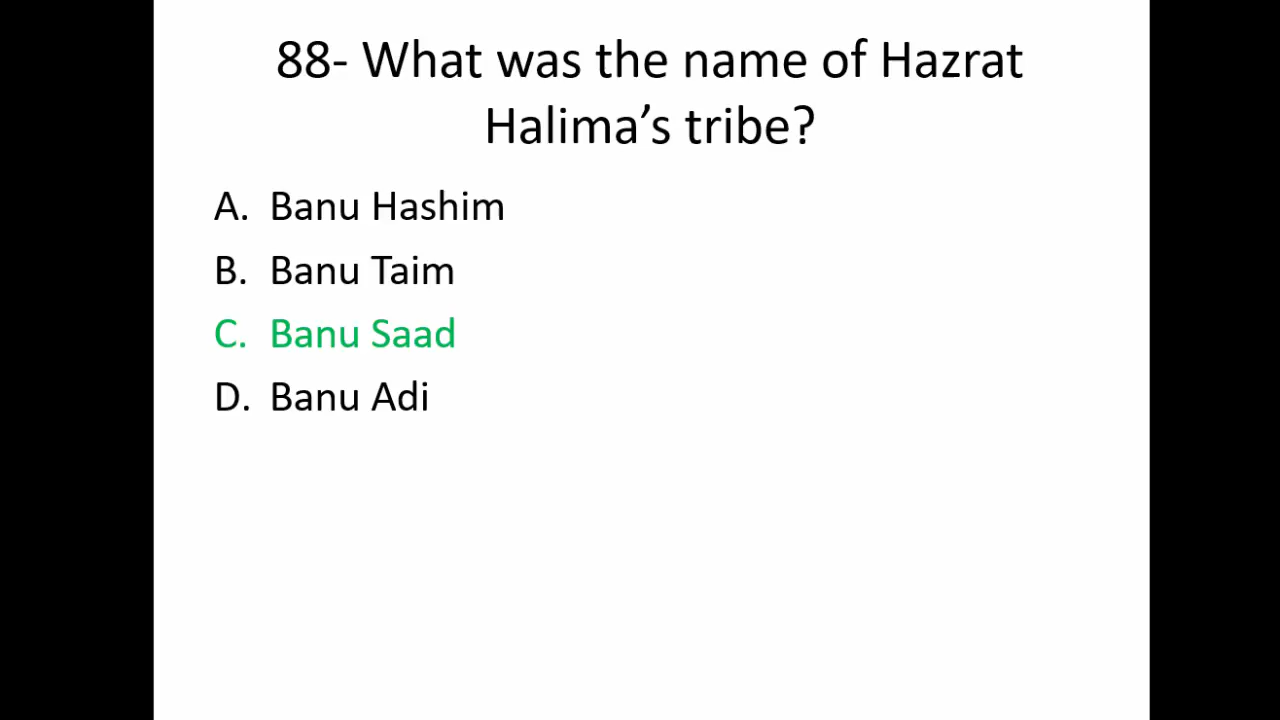 88- What was the name of Hazrat
Halima’s tribe?
A. Banu Hashim
B. Banu Taim
C. Banu Saad
D. Banu Adi